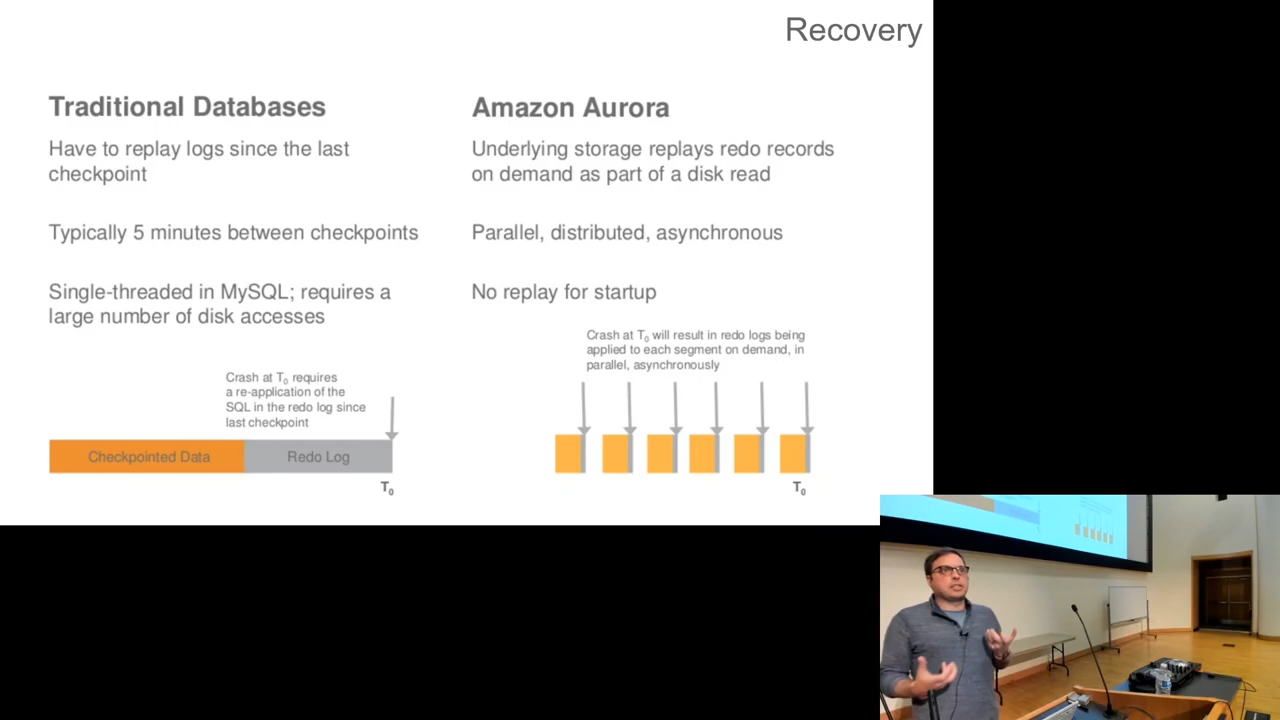 Recovery
Traditional Databases
Have to replay logs since the last
checkpoint
Typically 5 minutes between checkpoints
Single-threaded in MySQL; requires a
large number of disk accesses
Crash at T0 requires
a re-application of the
SQL in the redo log since
last checkpoint
Checkpointed Data
Redo Log
T0
Amazon Aurora
Underlying storage replays redo records
on demand as part of a disk read
Parallel, distributed, asynchronous
No replay for startup
Crash at T0 will result in redo logs being
applied to each segment on demand, in
parallel, asynchronously
T0